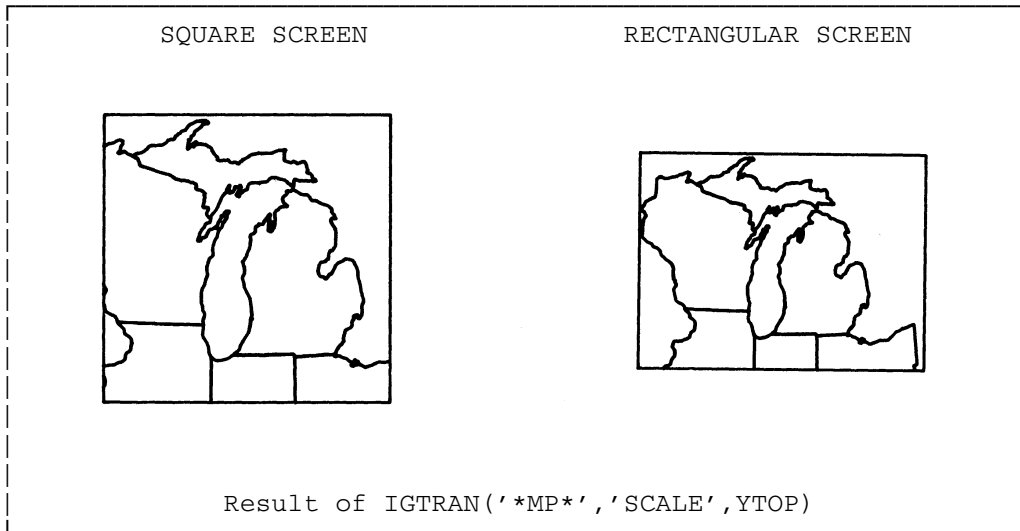 SQUARE SCREEN
RECTANGULAR SCREEN
Result of IGTRAN('*MP*','SCALE',YTOP)